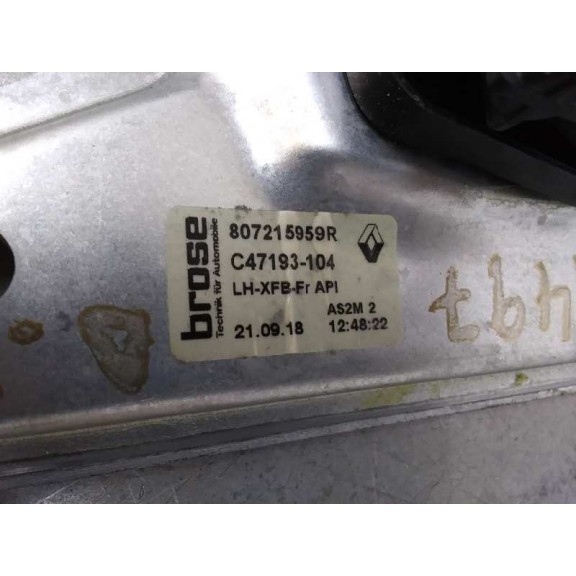 brose
Technik für Automobile
807215959R
C47193-104
LH-XFB-Fr API
AS2M 2
21.09.18 12:48:22
497